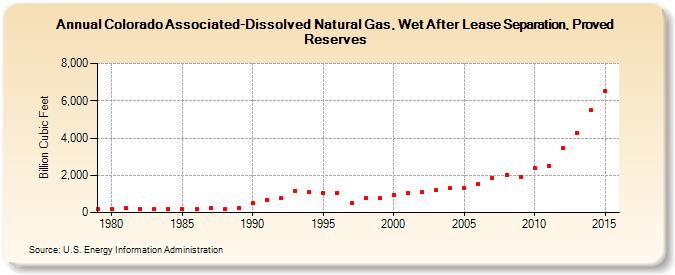 Annual Colorado Associated-Dissolved Natural Gas, Wet After Lease Separation, Proved
Reserves
Billion Cubic Feet
8,000
6,000
4,000
2,000
0
1980 1985 1990 1995 2000 2005 2010 2015
Source: U.S. Energy Information Administration